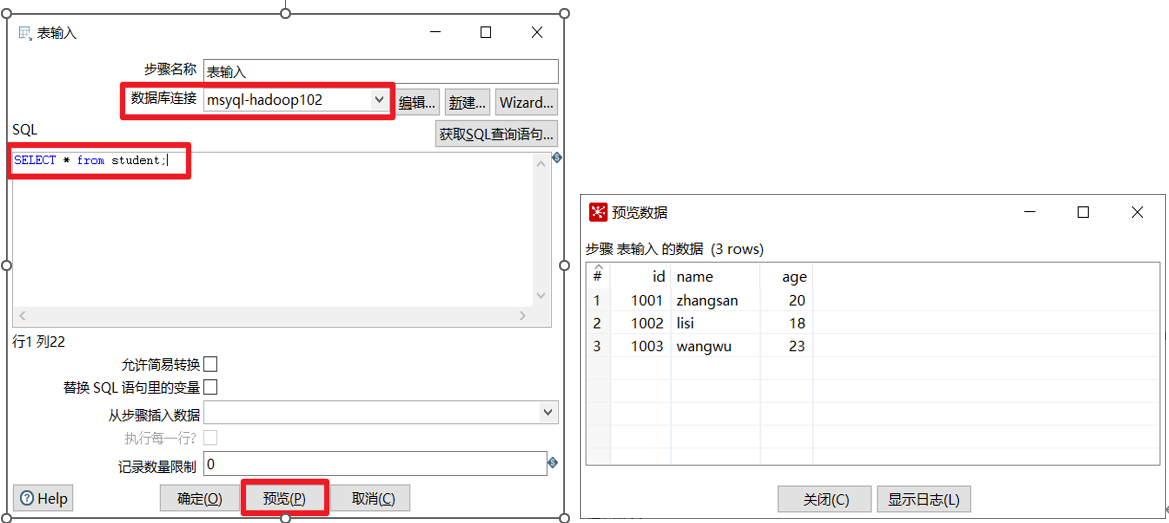 表输入
步骤名称 表输入
数据库连接 msyql-hadoop102 编辑... 新建... Wizard...
SQL 获取SQL查询语句...
SELECT * from student;
行1 列22
允许简易转换
替换 SQL 语句里的变量
从步骤插入数据
执行每一行?
记录数量限制 0
Help 确定(O) 预览(P) 取消(C)
预览数据
步骤 表输入 的数据 (3 rows)
# id name age
1 1001 zhangsan 20
2 1002 lisi 18
3 1003 wangwu 23
关闭(C) 显示日志(L)